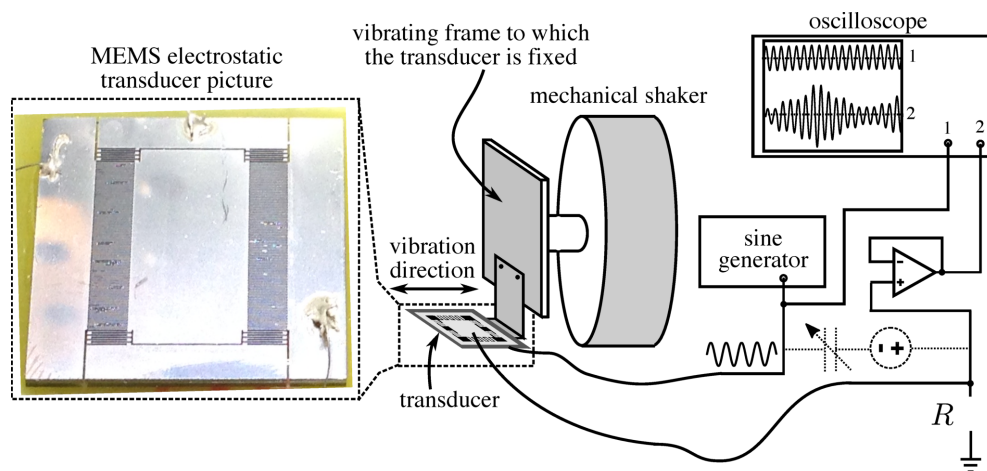 oscilloscope
1
2
1 2
MEMS electrostatic
transducer picture
vibrating frame to which
the transducer is fixed
mechanical shaker
vibration
direction
sine
generator
-
+
- +
transducer
R